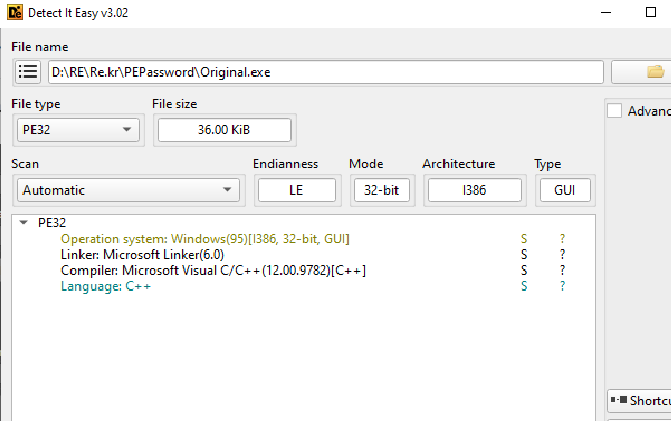 Detect It Easy v3.02
File name
D:\RE\Re.kr\PEPassword\Original.exe
File type
File size
PE32
36.00 KiB
Advanc
Scan
Endianness
Mode
Architecture
Type
Automatic
LE
32-bit
I386
GUI
PE32
Operation system: Windows(95)[I386, 32-bit, GUI]
S
?
Linker: Microsoft Linker(6.0)
S
?
Compiler: Microsoft Visual C/C++(12.00.9782)[C++]
S
?
Language: C++
S
?
Shortcu